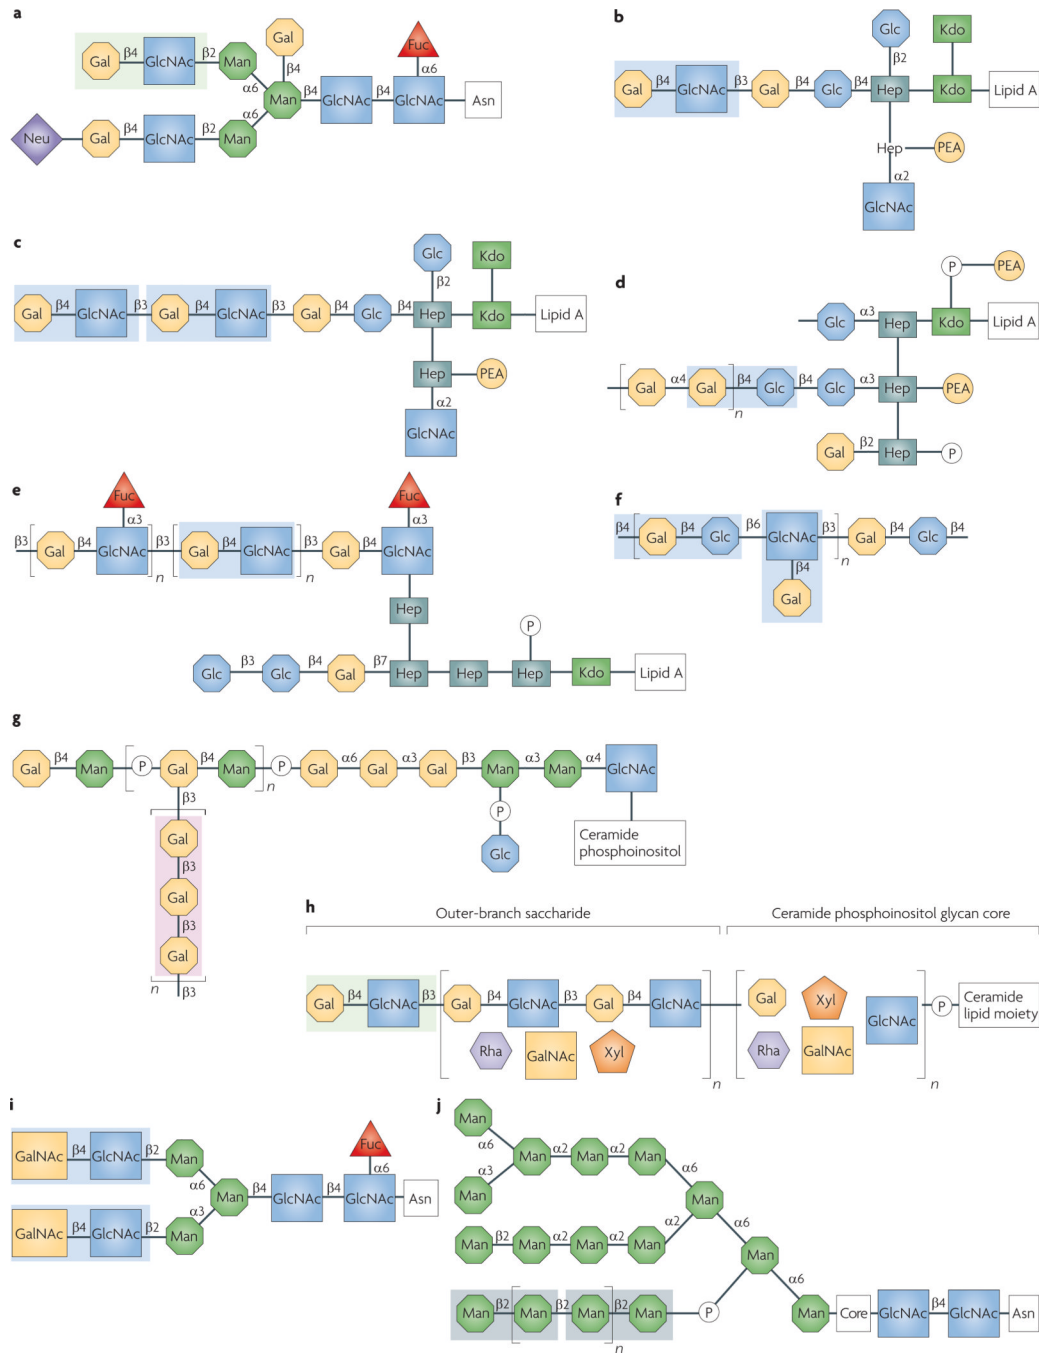 a
Gal β4 GlcNAc β2 Man
Gal
Fuc
β4
α6
α6
Man β4 GlcNAc β4 GlcNAc Asn
α6
Neu Gal β4 GlcNAc β2 Man
b
Glc
Kdo
β2
Gal β4 GlcNAc β3 Gal β4 Glc β4 Hep Kdo Lipid A
Hep PEA
α2
GlcNAc
c
Glc
Kdo
β2
Gal β4 GlcNAc β3 Gal β4 GlcNAc β3 Gal β4 Glc β4 Hep Kdo Lipid A
Hep PEA
α2
GlcNAc
d
P PEA
Glc α3 Hep Kdo Lipid A
[ Gal α4 Gal ] n β4 Glc β4 Glc α3 Hep PEA
Gal β2 Hep P
e
Fuc
Fuc
α3
α3
β3 [ Gal β4 GlcNAc ] n β3 [ Gal β4 GlcNAc ] n β3 Gal β4 GlcNAc
Hep
P
Glc β3 Glc β4 Gal β7 Hep Hep Hep Kdo Lipid A
f
β4 [ Gal β4 Glc β6 GlcNAc β3 ] n Gal β4 Glc β4
β4
Gal
g
Gal β4 Man [ P Gal β4 Man ] n P Gal α6 Gal α3 Gal β3 Man α3 Man α4 GlcNAc
β3
Gal
β3
Gal
β3
Gal
n β3
P
Glc
Ceramide
phosphoinositol
h
Outer-branch saccharide
Ceramide phosphoinositol glycan core
Gal β4 GlcNAc β3 [ Gal β4 GlcNAc β3 Gal β4 GlcNAc ] n
Rha GalNAc Xyl
[ Gal Xyl GlcNAc ] n P Ceramide
lipid moiety
Rha GalNAc
i
GalNAc β4 GlcNAc β2 Man
Fuc
α6
α6
Man β4 GlcNAc β4 GlcNAc Asn
α3
GalNAc β4 GlcNAc β2 Man
j
Man
α6
Man α2 Man α2 Man
α3
Man
α6
Man
α2
Man β2 Man α2 Man α2 Man
α6
Man
Man β2 [ Man β2 Man ] n β2 Man P
α6
Man Core GlcNAc β4 GlcNAc Asn